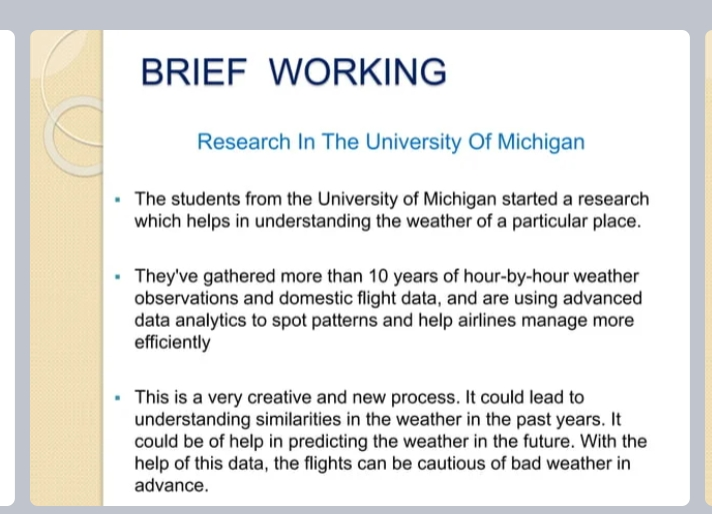 BRIEF WORKING
Research In The University Of Michigan
The students from the University of Michigan started a research
which helps in understanding the weather of a particular place.
They've gathered more than 10 years of hour-by-hour weather
observations and domestic flight data, and are using advanced
data analytics to spot patterns and help airlines manage more
efficiently
This is a very creative and new process. It could lead to
understanding similarities in the weather in the past years. It
could be of help in predicting the weather in the future. With the
help of this data, the flights can be cautious of bad weather in
advance.